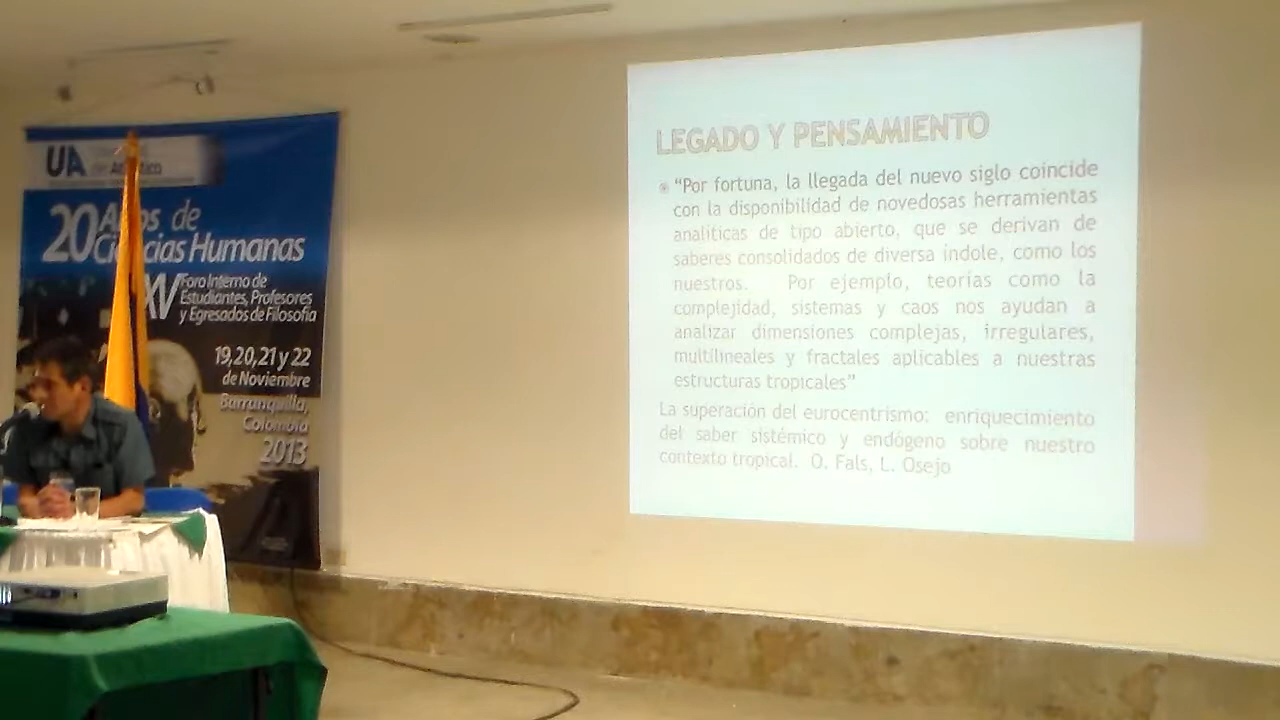 UA
de Atlántico
20 Años de
Ciencias Humanas
XV Foro Interno de
Estudiantes, Profesores
y Egresados de Filosofía
19,20,21 y 22
de Noviembre
Barranquilla,
Colombia
2013
LEGADO Y PENSAMIENTO
“Por fortuna, la llegada del nuevo siglo coincide
con la disponibilidad de novedosas herramientas
analíticas de tipo abierto, que se derivan de
saberes consolidados de diversa índole, como los
nuestros. Por ejemplo, teorías como la
complejidad, sistemas y caos nos ayudan a
analizar dimensiones complejas, irregulares,
multilineales y fractales aplicables a nuestras
estructuras tropicales”
La superación del eurocentrismo: enriquecimiento
del saber sistémico y endógeno sobre nuestro
contexto tropical. O. Fals, L. Osejo